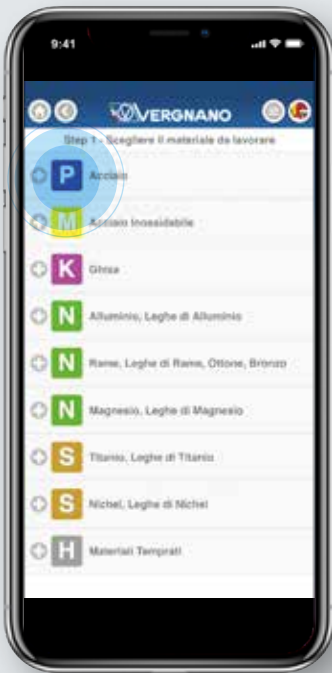 9:41
VERGNANO
Step 1 - Scegliere il materiale da lavorare
P Acciaio
M Acciaio Inossidabile
K Ghisa
N Alluminio, Leghe di Alluminio
N Rame, Leghe di Rame, Ottone, Bronzo
N Magnesio, Leghe di Magnesio
S Titanio, Leghe di Titanio
S Nichel, Leghe di Nichel
H Materiali Temprati